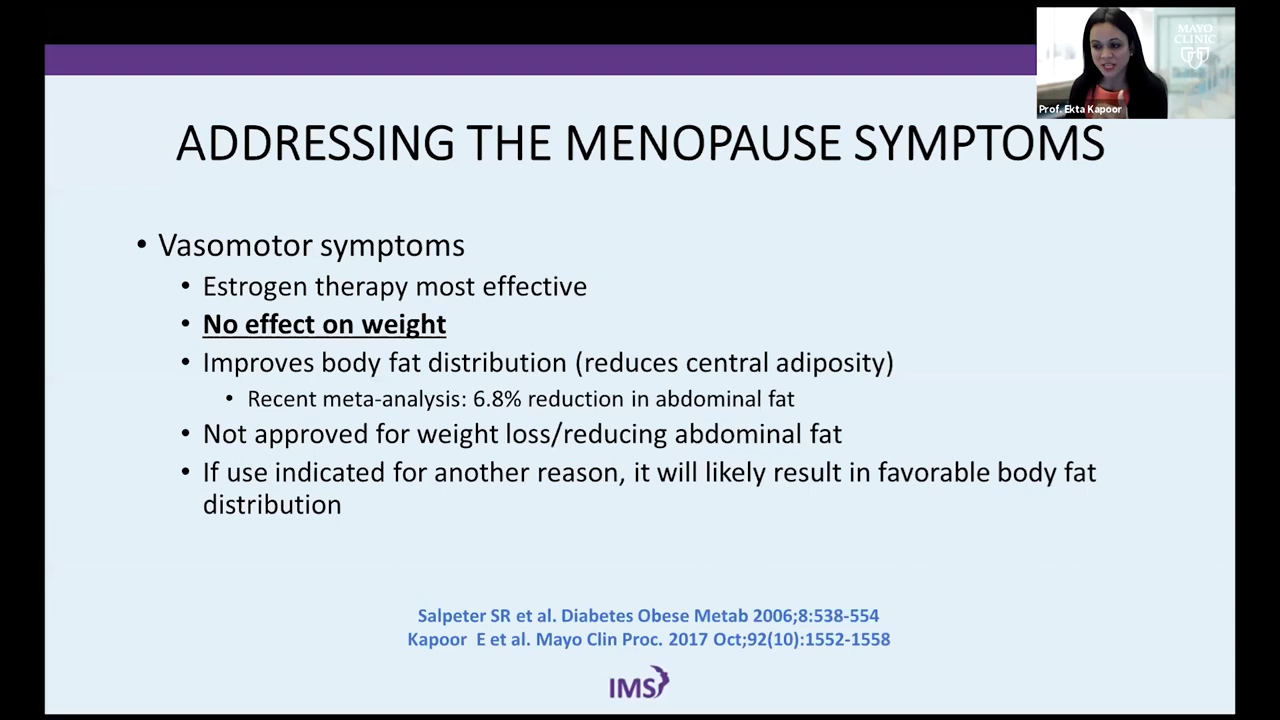 MAYO
CLINIC
Prof. Ekta Kapoor
ADDRESSING THE MENOPAUSE SYMPTOMS
• Vasomotor symptoms
• Estrogen therapy most effective
• No effect on weight
• Improves body fat distribution (reduces central adiposity)
• Recent meta-analysis: 6.8% reduction in abdominal fat
• Not approved for weight loss/reducing abdominal fat
• If use indicated for another reason, it will likely result in favorable body fat
distribution
Salpeter SR et al. Diabetes Obese Metab 2006;8:538-554
Kapoor E et al. Mayo Clin Proc. 2017 Oct;92(10):1552-1558
IMS